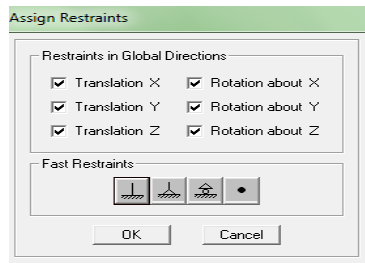 Assign Restraints
Restraints in Global Directions
Translation X Rotation about X
Translation Y Rotation about Y
Translation Z Rotation about Z
Fast Restraints
OK Cancel